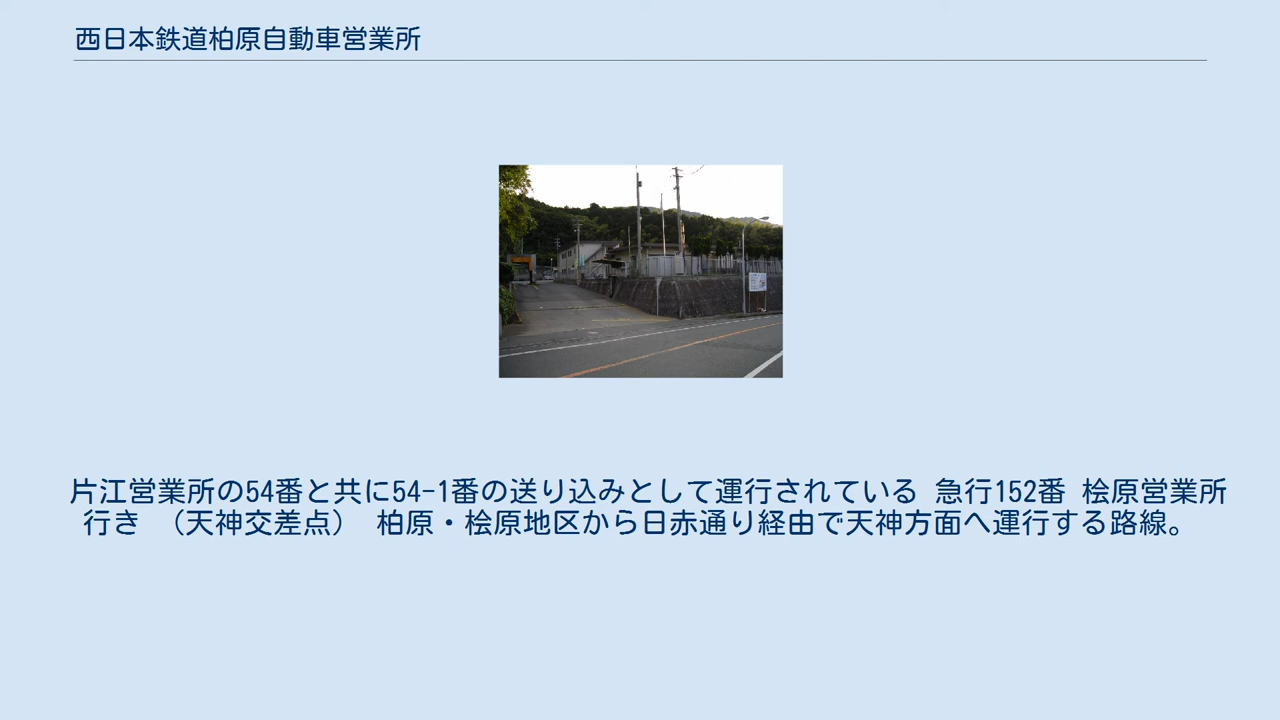 西日本鉄道柏原自動車営業所
片江営業所の54番と共に54-1番の送り込みとして運行されている 急行152番 桧原営業所
行き （天神交差点） 柏原・桧原地区から日赤通り経由で天神方面へ運行する路線。